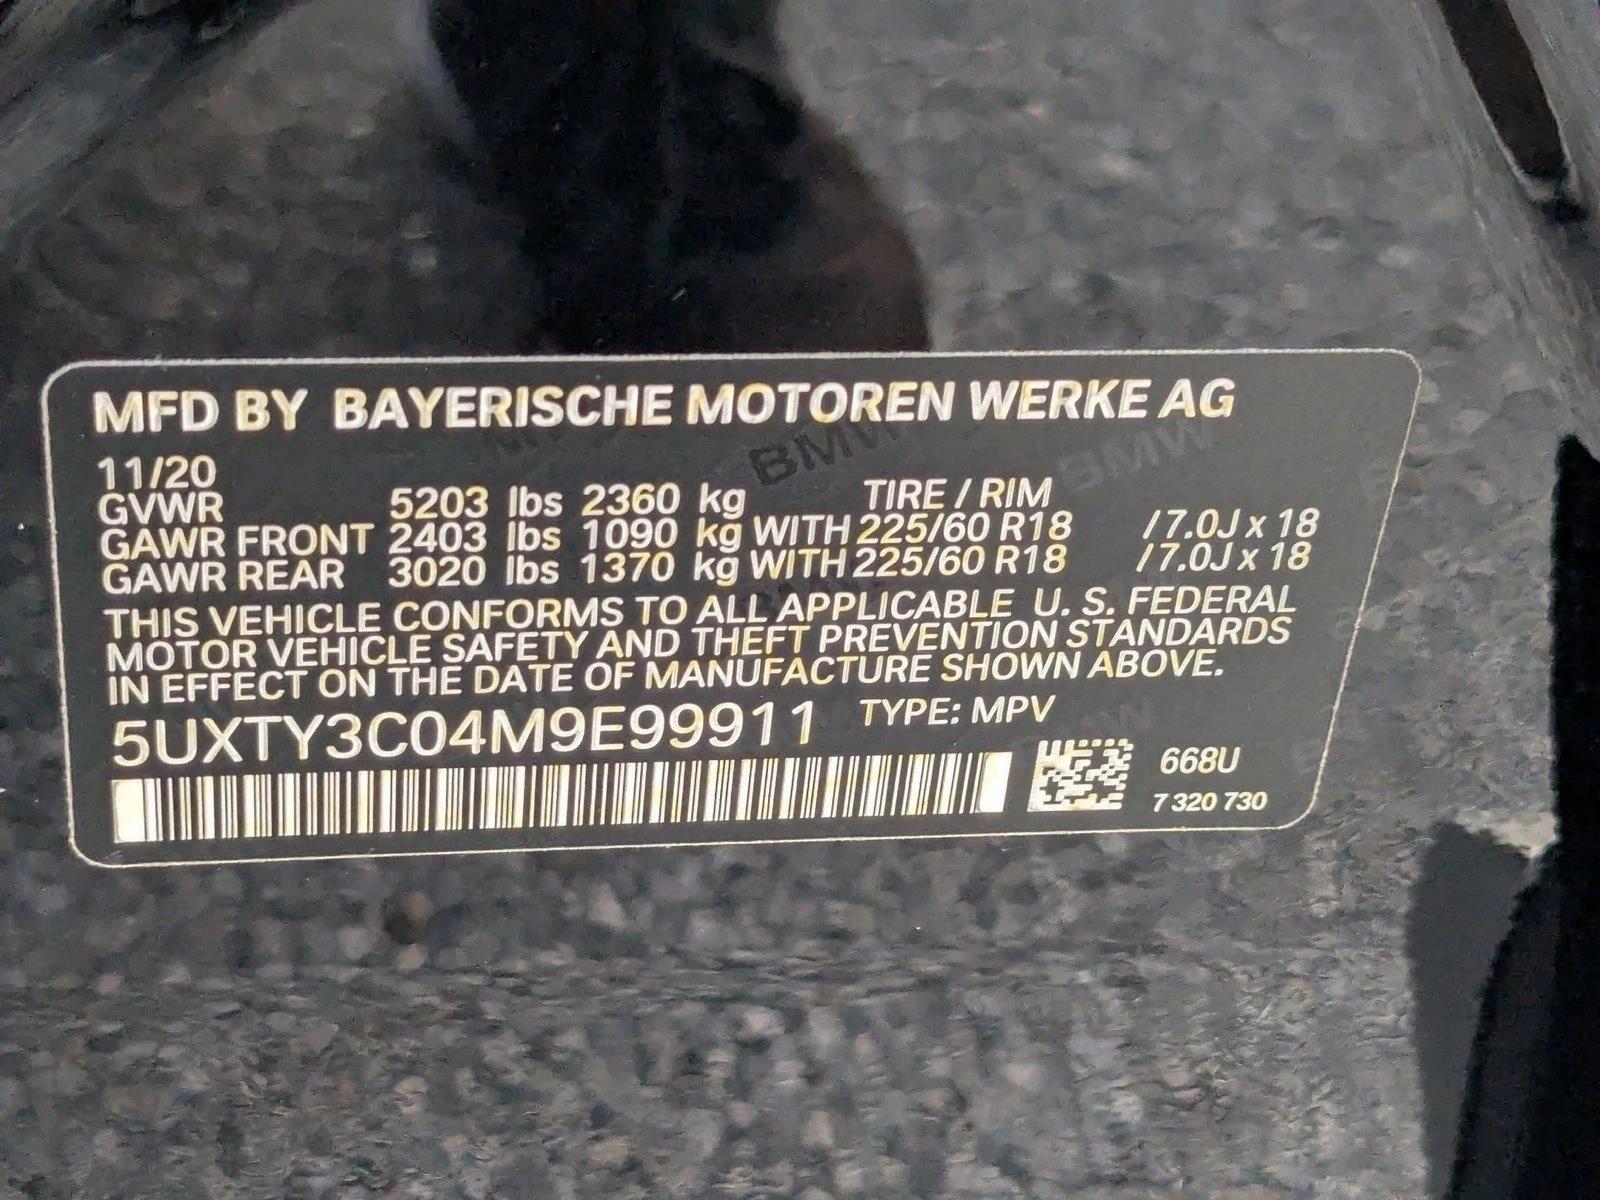 MFD BY BAYERISCHE MOTOREN WERKE AG
11/20
GVWR 5203 lbs 2360 kg TIRE / RIM
GAWR FRONT 2403 lbs 1090 kg WITH 225/60 R18 /7.0J x 18
GAWR REAR 3020 lbs 1370 kg WITH 225/60 R18 /7.0J x 18
THIS VEHICLE CONFORMS TO ALL APPLICABLE U. S. FEDERAL
MOTOR VEHICLE SAFETY AND THEFT PREVENTION STANDARDS
IN EFFECT ON THE DATE OF MANUFACTURE SHOWN ABOVE.
5UXTY3C04M9E99911 TYPE: MPV
668U
7 320 730
BMW
BMW